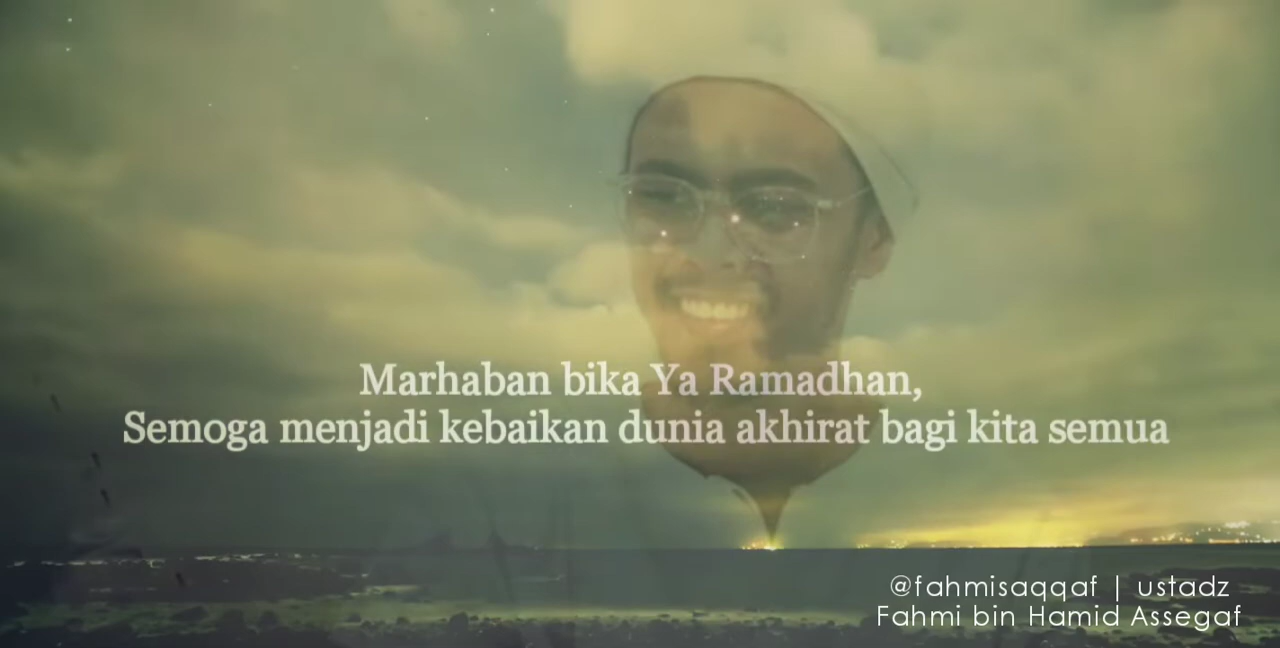 Marhaban bika Ya Ramadhan,
Semoga menjadi kebaikan dunia akhirat bagi kita semua
@fahmisaqqaf | ustadz
Fahmi bin Hamid Assegaf